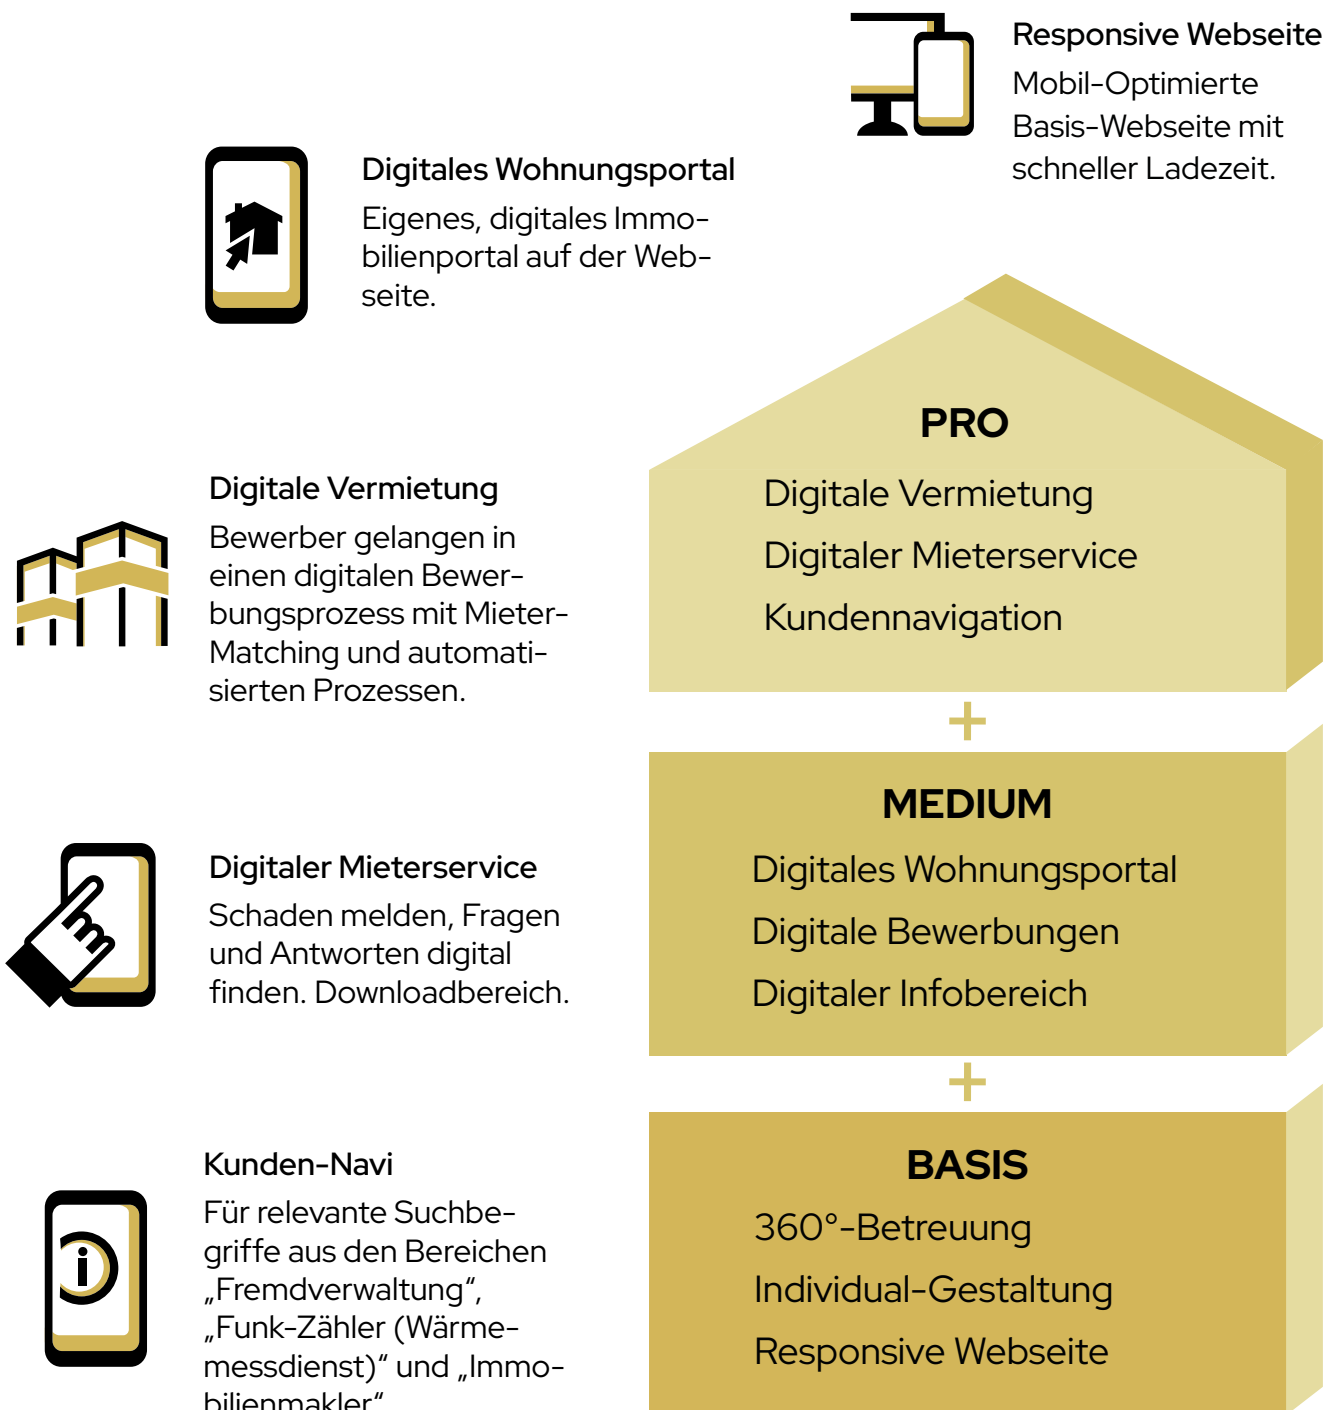 Responsive Webseite
Mobil-Optimierte
Basis-Webseite mit
schneller Ladezeit.
Digitales Wohnungsportal
Eigenes, digitales Immo-
bilienportal auf der Web-
seite.
Digitale Vermietung
Bewerber gelangen in
einen digitalen Bewer-
bungsprozess mit Mieter-
Matching und automati-
sierten Prozessen.
Digitaler Mieterservice
Schaden melden, Fragen
und Antworten digital
finden. Downloadbereich.
Kunden-Navi
Für relevante Suchbe-
griffe aus den Bereichen
„Fremdverwaltung“,
„Funk-Zähler (Wärme-
messdienst)“ und „Immo-
bilienmakler“
PRO
Digitale Vermietung
Digitaler Mieterservice
Kundennavigation
+
MEDIUM
Digitales Wohnungsportal
Digitale Bewerbungen
Digitaler Infobereich
+
BASIS
360°-Betreuung
Individual-Gestaltung
Responsive Webseite